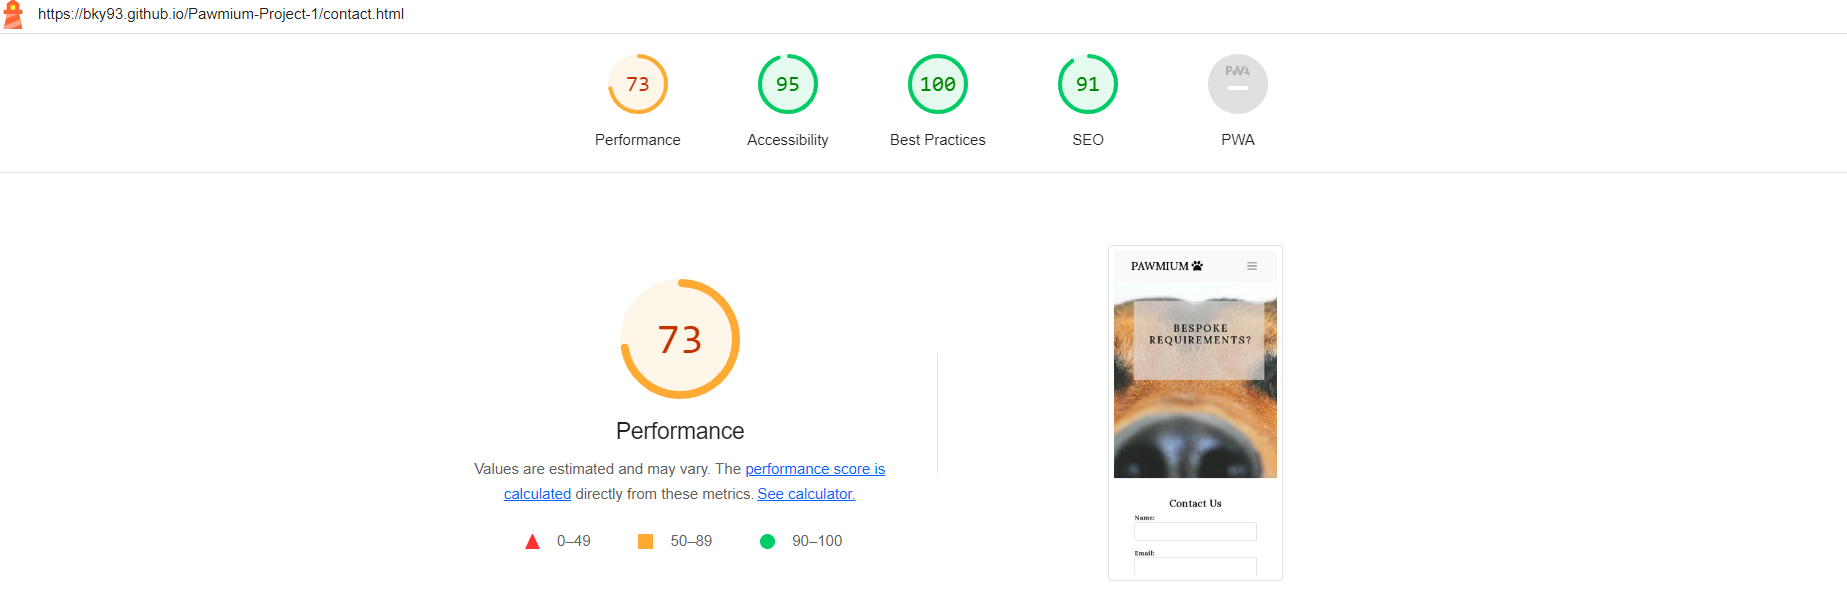 https://bky93.github.io/Pawmium-Project-1/contact.html
73
95
100
91
PWA
Performance
Accessibility
Best Practices
SEO
PWA
73
Performance
Values are estimated and may vary. The performance score is
calculated directly from these metrics. See calculator.
0–49
50–89
90–100
PAWMIUM
BESPOKE
REQUIREMENTS?
Contact Us
Name:
Email: